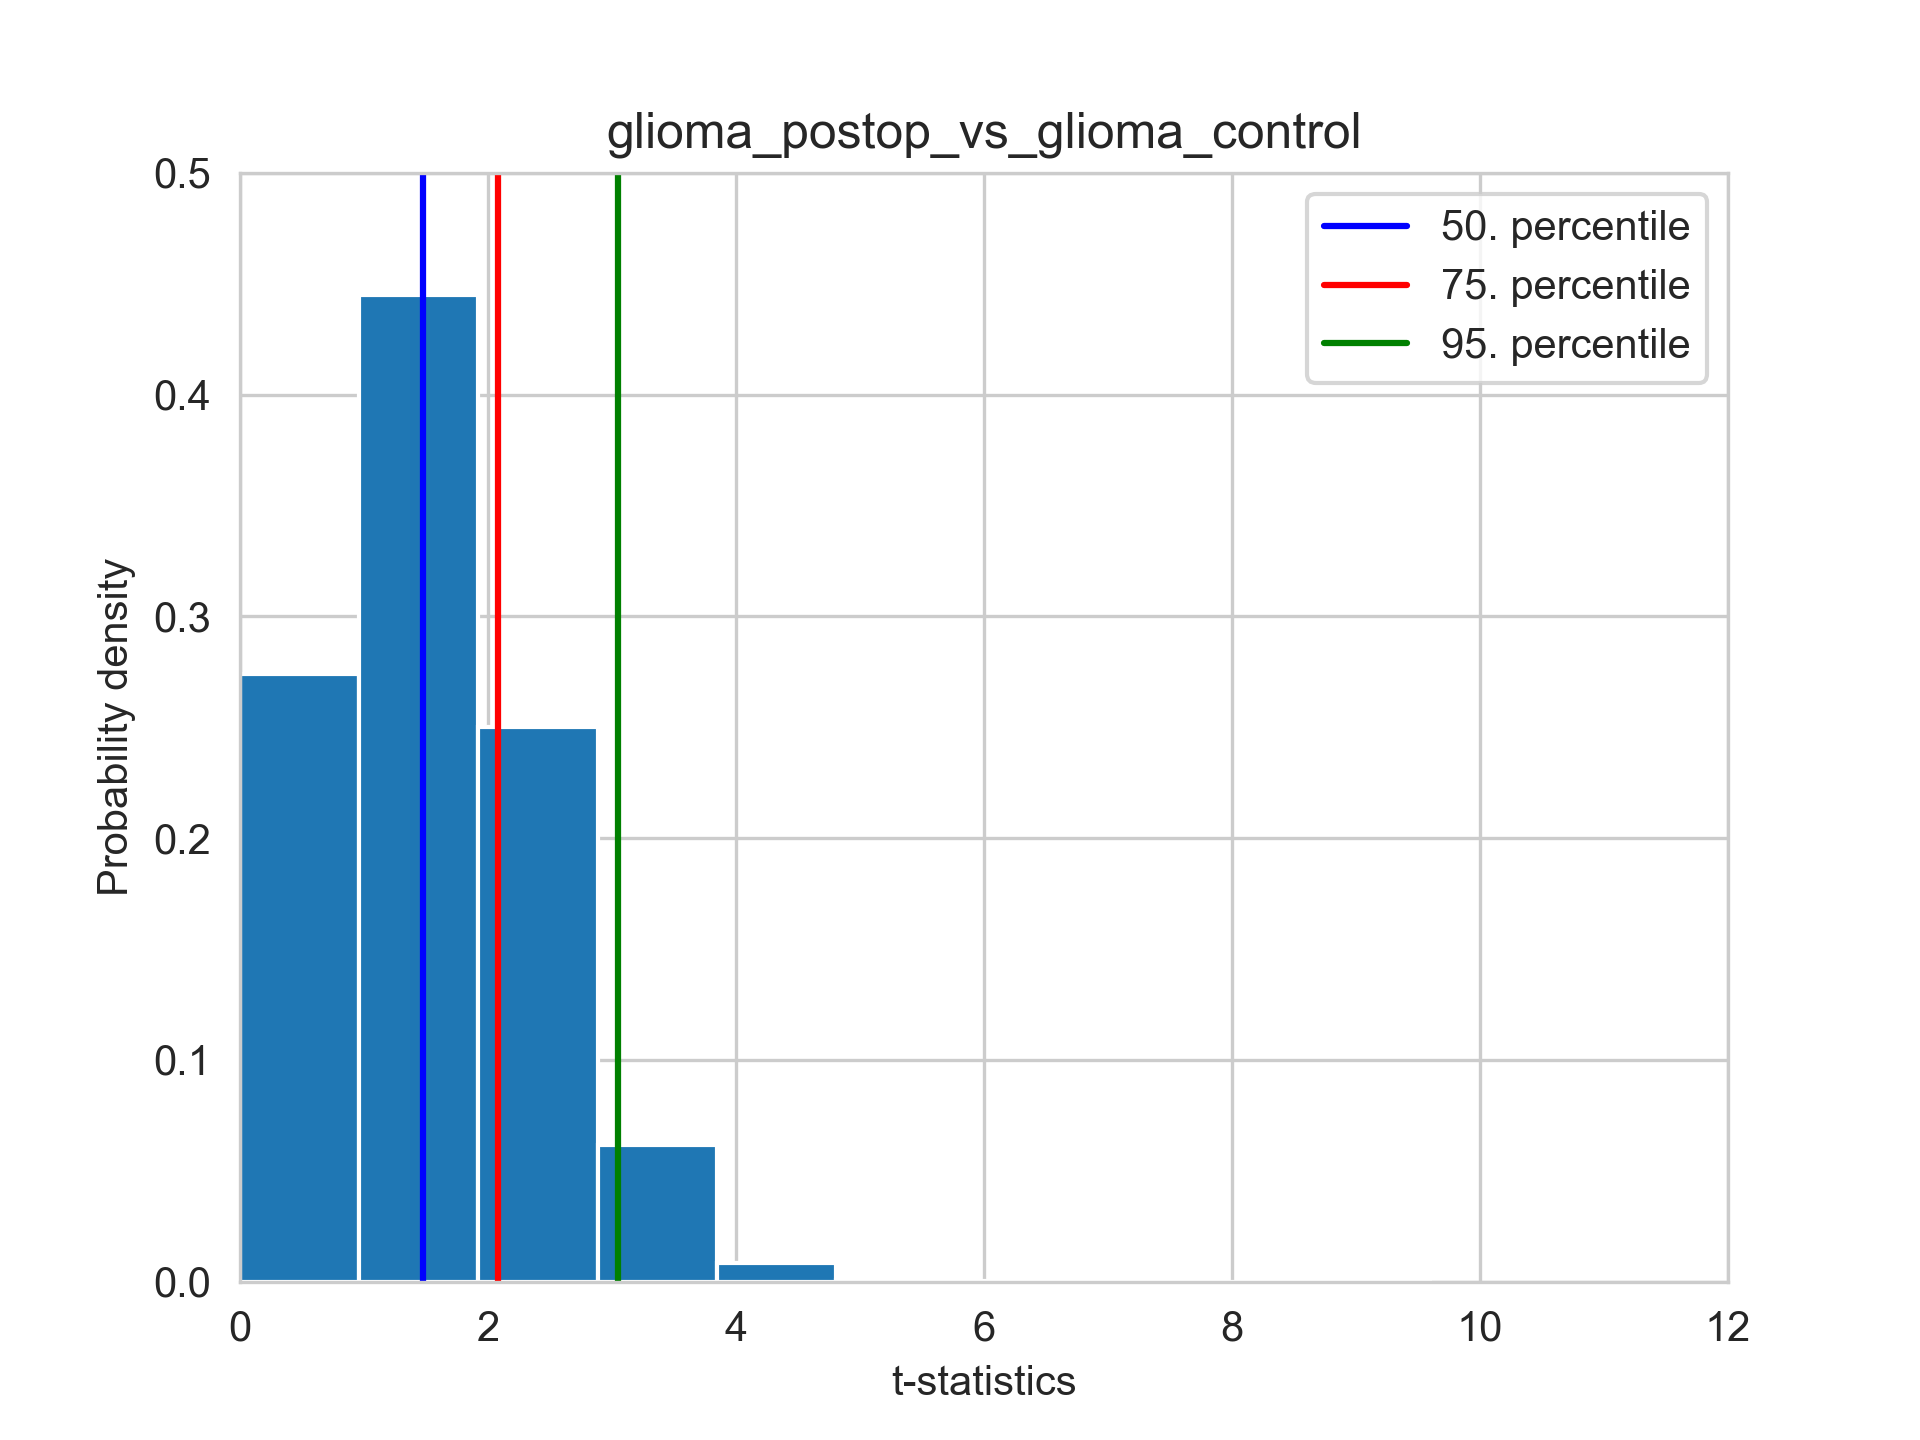 glioma_postop_vs_glioma_control
0.5
0.4
0.3
0.2
0.1
0.0
Probability density
50. percentile
75. percentile
95. percentile
0 2 4 6 8 10 12
t-statistics